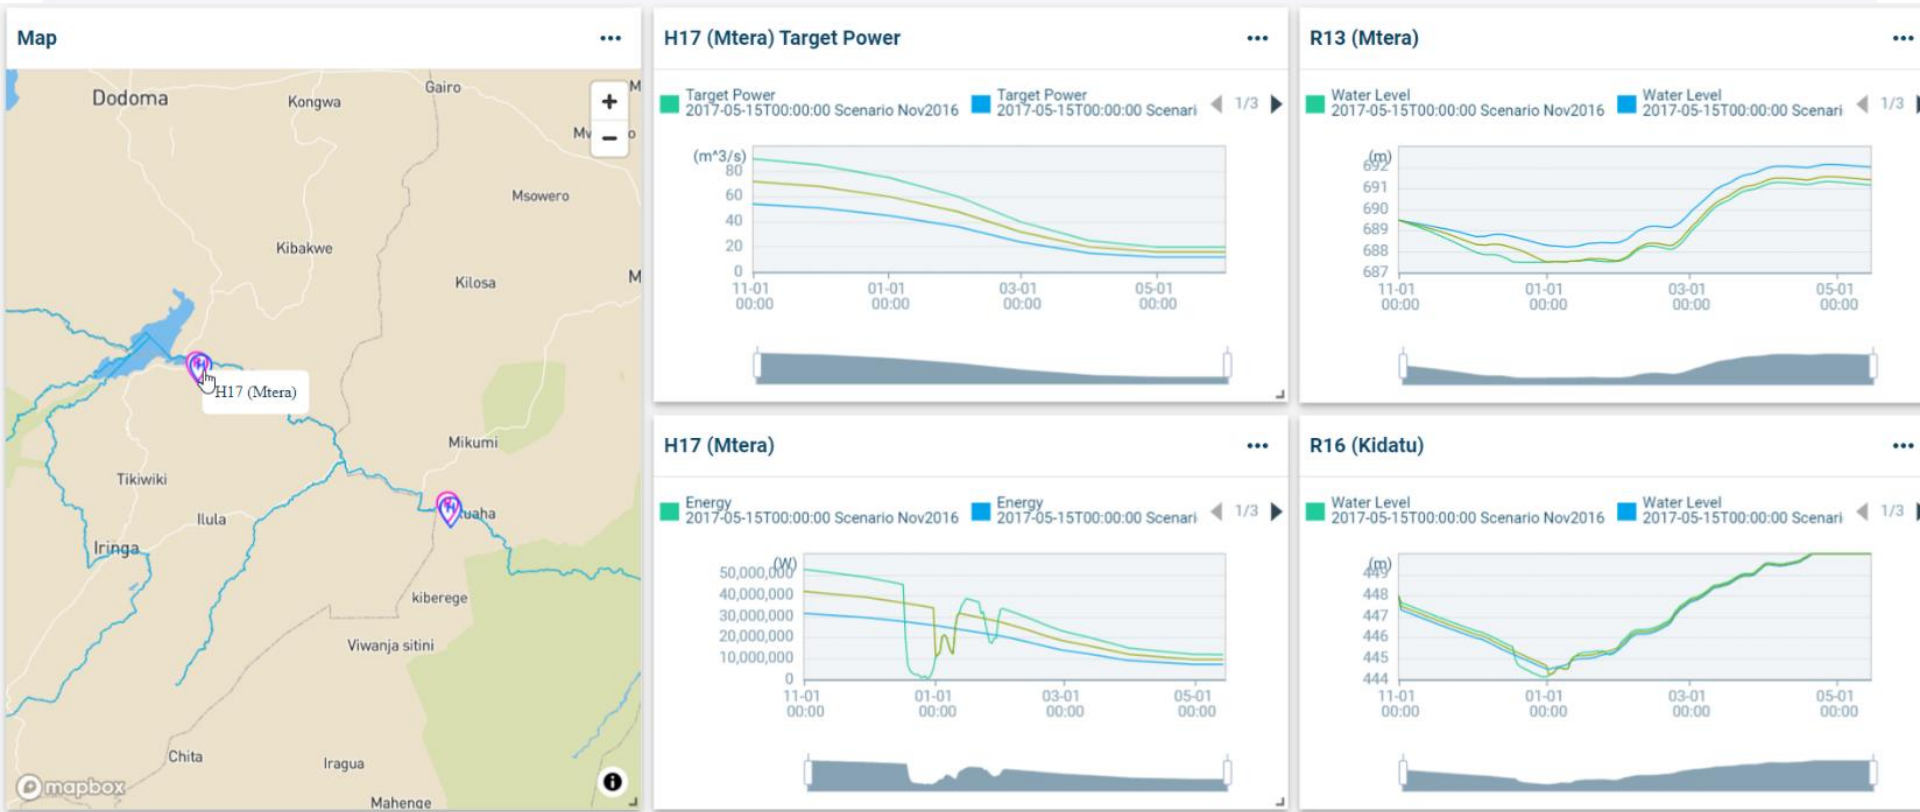 Map
Dodoma
Kongwa
Gairo
M
Msowero
Kibakwe
Kilosa
M
H17 (Mtera)
Mikumi
Tikiwiki
Ilula
uaha
Iringa
kiberege
Viwanja sitini
Chita
Iragua
Mahenge
mapbox
H17 (Mtera) Target Power
Target Power
2017-05-15T00:00:00 Scenario Nov2016
Target Power
2017-05-15T00:00:00 Scenari
1/3
(m^3/s)
80
60
40
20
0
11-01 01-01 03-01 05-01
00:00 00:00 00:00 00:00
R13 (Mtera)
Water Level
2017-05-15T00:00:00 Scenario Nov2016
Water Level
2017-05-15T00:00:00 Scenari
1/3
(m)
692
691
690
689
688
687
11-01 01-01 03-01 05-01
00:00 00:00 00:00 00:00
H17 (Mtera)
Energy
2017-05-15T00:00:00 Scenario Nov2016
Energy
2017-05-15T00:00:00 Scenari
1/3
(W)
50,000,000
40,000,000
30,000,000
20,000,000
10,000,000
0
11-01 01-01 03-01 05-01
00:00 00:00 00:00 00:00
R16 (Kidatu)
Water Level
2017-05-15T00:00:00 Scenario Nov2016
Water Level
2017-05-15T00:00:00 Scenari
1/3
(m)
449
448
447
446
445
444
11-01 01-01 03-01 05-01
00:00 00:00 00:00 00:00